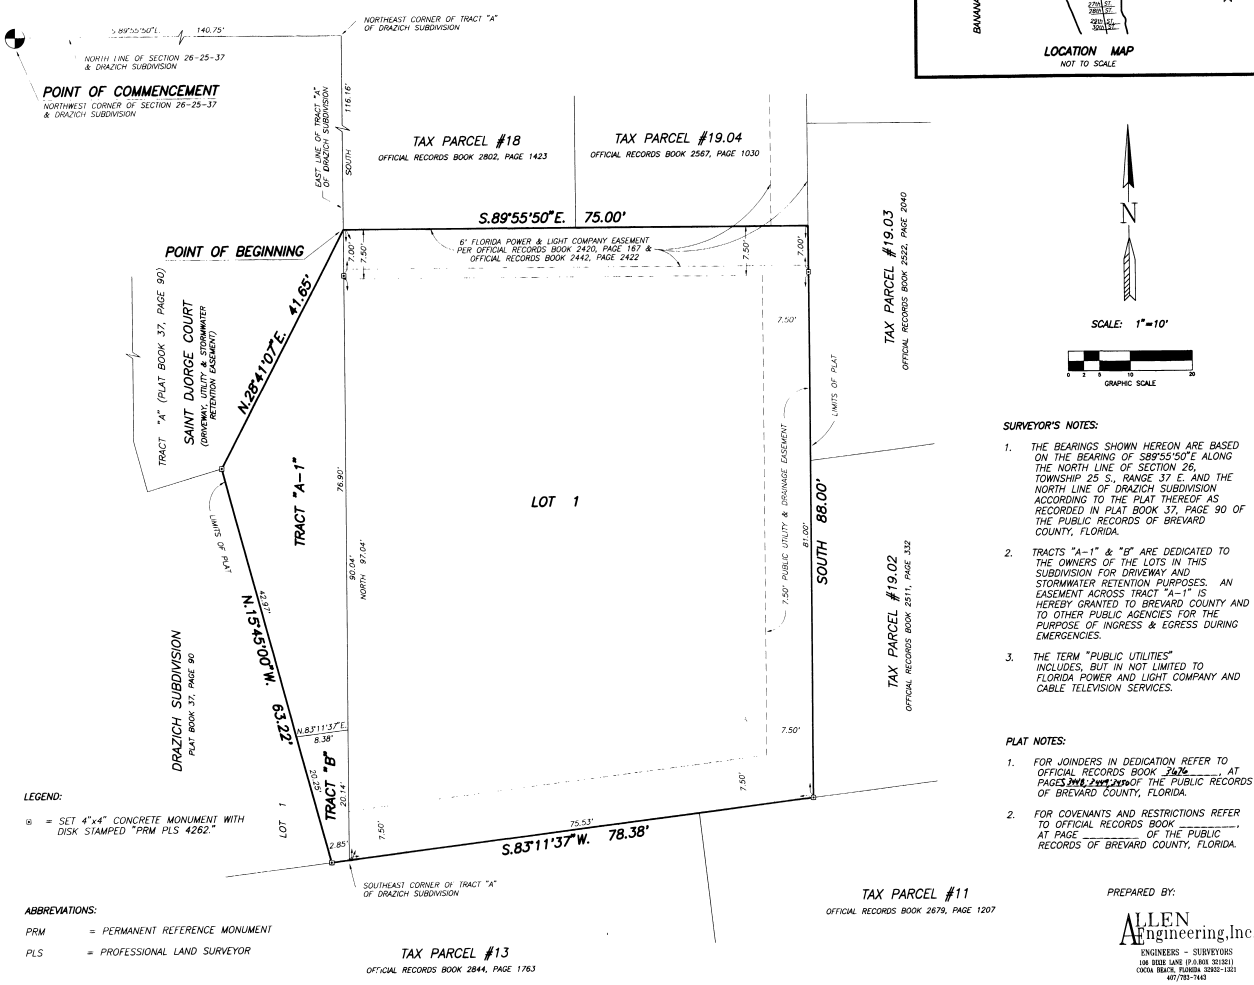 NORTHEAST CORNER OF TRACT "A"
OF DRAZICH SUBDIVISION
S 89°55'50"E. 140.75'
NORTH LINE OF SECTION 26-25-37
& DRAZICH SUBDIVISION
POINT OF COMMENCEMENT
NORTHWEST CORNER OF SECTION 26-25-37
& DRAZICH SUBDIVISION
EAST LINE OF TRACT "A"
OF DRAZICH SUBDIVISION
SOUTH 116.16'
TAX PARCEL #18
OFFICIAL RECORDS BOOK 2802, PAGE 1423
TAX PARCEL #19.04
OFFICIAL RECORDS BOOK 2567, PAGE 1030
BANANA
27th ST.
28th ST.
29th ST.
30th ST.
LOCATION MAP
NOT TO SCALE
S.89°55'50"E. 75.00'
POINT OF BEGINNING
6' FLORIDA POWER & LIGHT COMPANY EASEMENT
PER OFFICIAL RECORDS BOOK 2420, PAGE 167 &
OFFICIAL RECORDS BOOK 2442, PAGE 2422
7.00'
7.50'
7.50'
7.00'
TAX PARCEL #19.03
OFFICIAL RECORDS BOOK 2522, PAGE 2040
N
SCALE: 1"=10'
0 2 5 10 20
GRAPHIC SCALE
TRACT "A" (PLAT BOOK 37, PAGE 90)
SAINT DJORGE COURT
(DRIVEWAY, UTILITY & STORMWATER
RETENTION EASEMENT)
N.28°41'07"E. 41.65'
7.50'
LIMITS OF PLAT
TRACT "A-1"
76.90'
LOT 1
90.04'
NORTH 97.04'
7.50' PUBLIC UTILITY & DRAINAGE EASEMENT
81.00'
SOUTH 88.00'
LIMITS OF PLAT
TAX PARCEL #19.02
OFFICIAL RECORDS BOOK 2511, PAGE 332
42.97'
N.15°45'00"W. 63.22'
DRAZICH SUBDIVISION
PLAT BOOK 37, PAGE 90
N.83°11'37"E.
8.38'
20.25'
TRACT "B"
20.14'
LOT 1
7.50'
7.50'
7.50'
2.85'
75.53'
S.83°11'37"W. 78.38'
SOUTHEAST CORNER OF TRACT "A"
OF DRAZICH SUBDIVISION
TAX PARCEL #13
OFFICIAL RECORDS BOOK 2844, PAGE 1763
TAX PARCEL #11
OFFICIAL RECORDS BOOK 2679, PAGE 1207
LEGEND:
= SET 4"x4" CONCRETE MONUMENT WITH
DISK STAMPED "PRM PLS 4262."
ABBREVIATIONS:
PRM = PERMANENT REFERENCE MONUMENT
PLS = PROFESSIONAL LAND SURVEYOR
SURVEYOR'S NOTES:
1. THE BEARINGS SHOWN HEREON ARE BASED
ON THE BEARING OF S89°55'50"E ALONG
THE NORTH LINE OF SECTION 26,
TOWNSHIP 25 S., RANGE 37 E. AND THE
NORTH LINE OF DRAZICH SUBDIVISION
ACCORDING TO THE PLAT THEREOF AS
RECORDED IN PLAT BOOK 37, PAGE 90 OF
THE PUBLIC RECORDS OF BREVARD
COUNTY, FLORIDA.
2. TRACTS "A-1" & "B" ARE DEDICATED TO
THE OWNERS OF THE LOTS IN THIS
SUBDIVISION FOR DRIVEWAY AND
STORMWATER RETENTION PURPOSES. AN
EASEMENT ACROSS TRACT "A-1" IS
HEREBY GRANTED TO BREVARD COUNTY AND
TO OTHER PUBLIC AGENCIES FOR THE
PURPOSE OF INGRESS & EGRESS DURING
EMERGENCIES.
3. THE TERM "PUBLIC UTILITIES"
INCLUDES, BUT IN NOT LIMITED TO
FLORIDA POWER AND LIGHT COMPANY AND
CABLE TELEVISION SERVICES.
PLAT NOTES:
1. FOR JOINDERS IN DEDICATION REFER TO
OFFICIAL RECORDS BOOK , AT
PAGES OF THE PUBLIC RECORDS
OF BREVARD COUNTY, FLORIDA.
2. FOR COVENANTS AND RESTRICTIONS REFER
TO OFFICIAL RECORDS BOOK ________,
AT PAGE ________ OF THE PUBLIC
RECORDS OF BREVARD COUNTY, FLORIDA.
PREPARED BY:
ALLEN
Engineering, Inc.
ENGINEERS - SURVEYORS
106 DIXIE LANE (P.O.BOX 321321)
COCOA BEACH, FLORIDA 32932-1321
407/783-7443